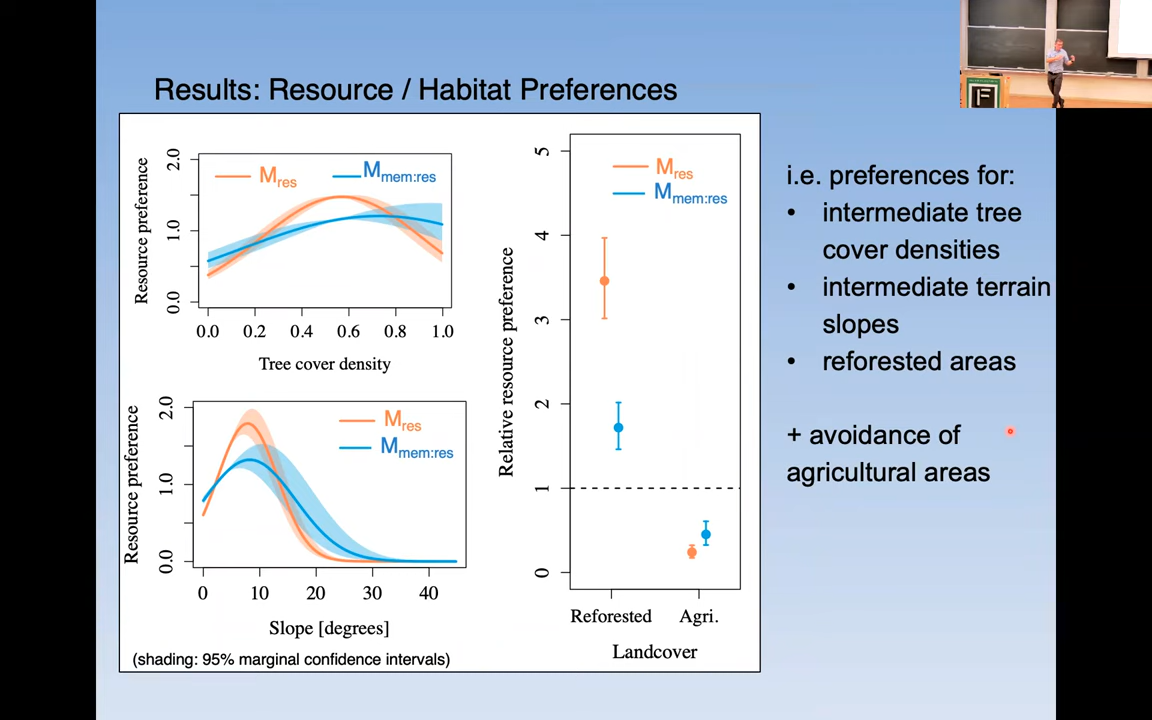 Results: Resource / Habitat Preferences
Resource preference
2.0
1.0
0.0
Mres
Mmem:res
0.0 0.2 0.4 0.6 0.8 1.0
Tree cover density
Resource preference
2.0
1.0
0.0
Mres
Mmem:res
0 10 20 30 40
Slope [degrees]
(shading: 95% marginal confidence intervals)
Relative resource preference
5
4
3
2
1
0
Mres
Mmem:res
Reforested Agri.
Landcover
i.e. preferences for:
• intermediate tree
cover densities
• intermediate terrain
slopes
• reforested areas
+ avoidance of
agricultural areas
F